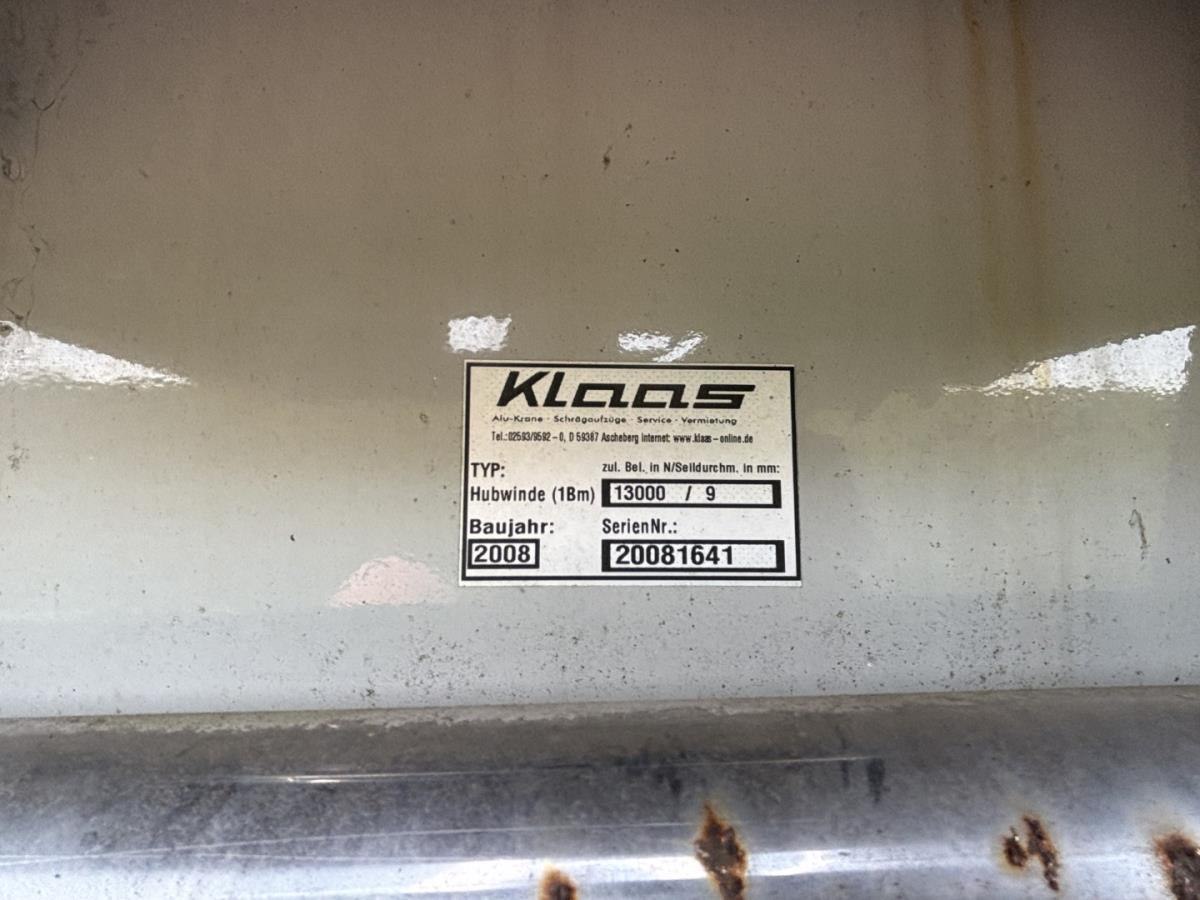 Klaas
Alu-Krane · Schrägaufzüge · Service · Vermietung
Tel.:02593/9592-0, D 59387 Ascheberg Internet: www.klaas-online.de
TYP: zul. Bel. in N/Seildurchm. in mm:
Hubwinde (1Bm) 13000 / 9
Baujahr: SerienNr.:
2008 20081641